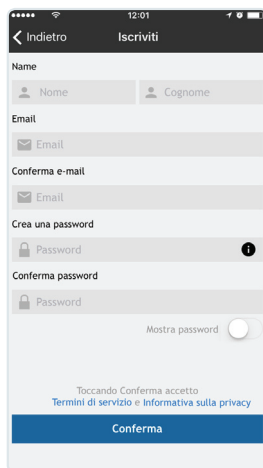 12:01
Indietro Iscriviti
Name
Nome Cognome
Email
Email
Conferma e-mail
Email
Crea una password
Password i
Conferma password
Password
Mostra password
Toccando Conferma accetto
Termini di servizio e Informativa sulla privacy
Conferma